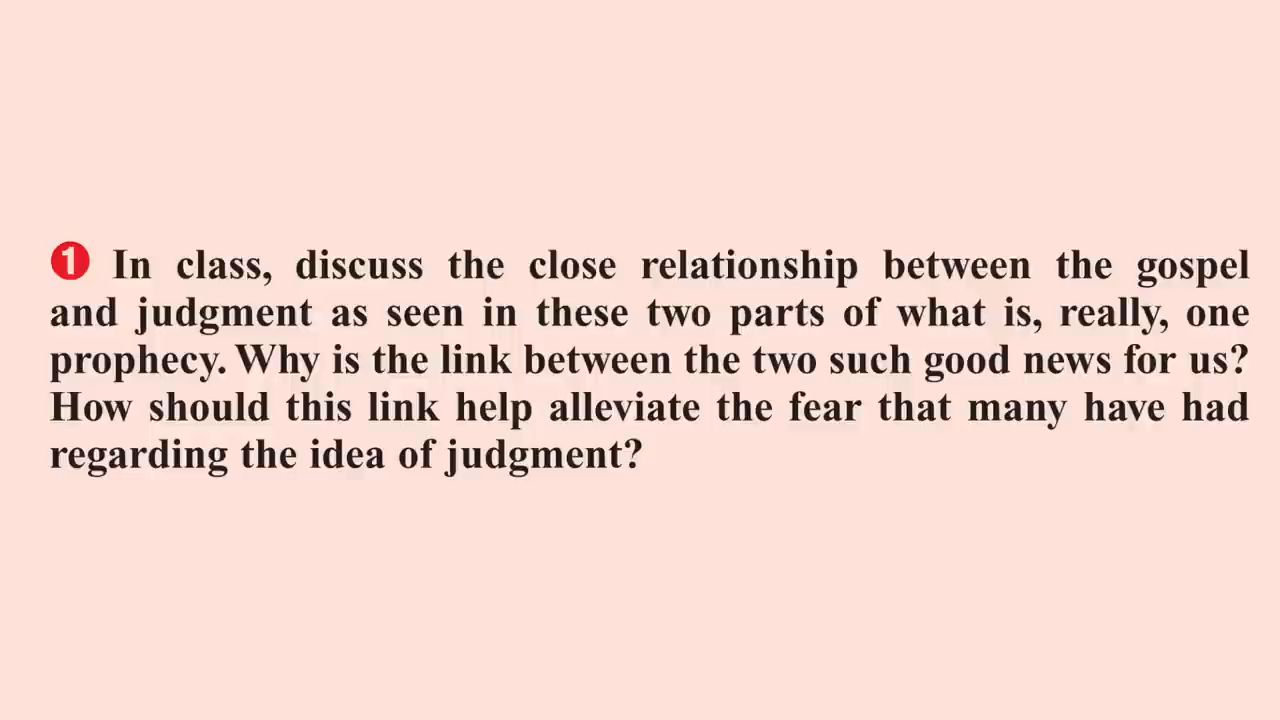 ❶ In class, discuss the close relationship between the gospel
and judgment as seen in these two parts of what is, really, one
prophecy. Why is the link between the two such good news for us?
How should this link help alleviate the fear that many have had
regarding the idea of judgment?